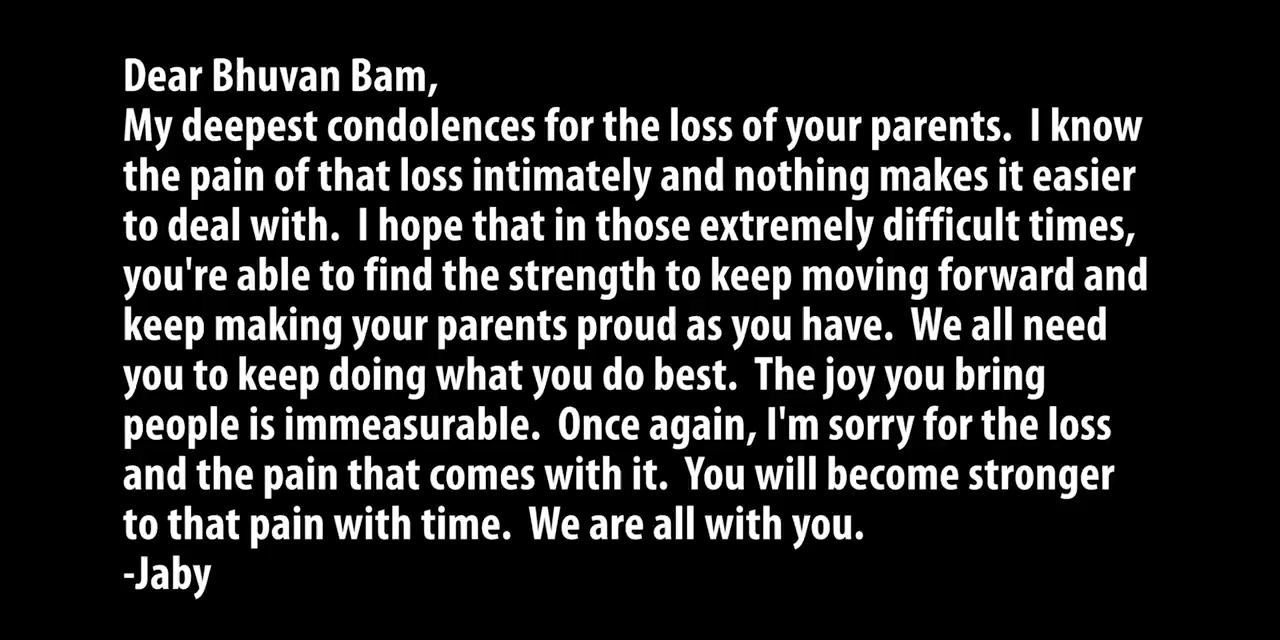 Dear Bhuvan Bam,
My deepest condolences for the loss of your parents.  I know
the pain of that loss intimately and nothing makes it easier
to deal with.  I hope that in those extremely difficult times,
you're able to find the strength to keep moving forward and
keep making your parents proud as you have.  We all need
you to keep doing what you do best.  The joy you bring
people is immeasurable.  Once again, I'm sorry for the loss
and the pain that comes with it.  You will become stronger
to that pain with time.  We are all with you.
-Jaby